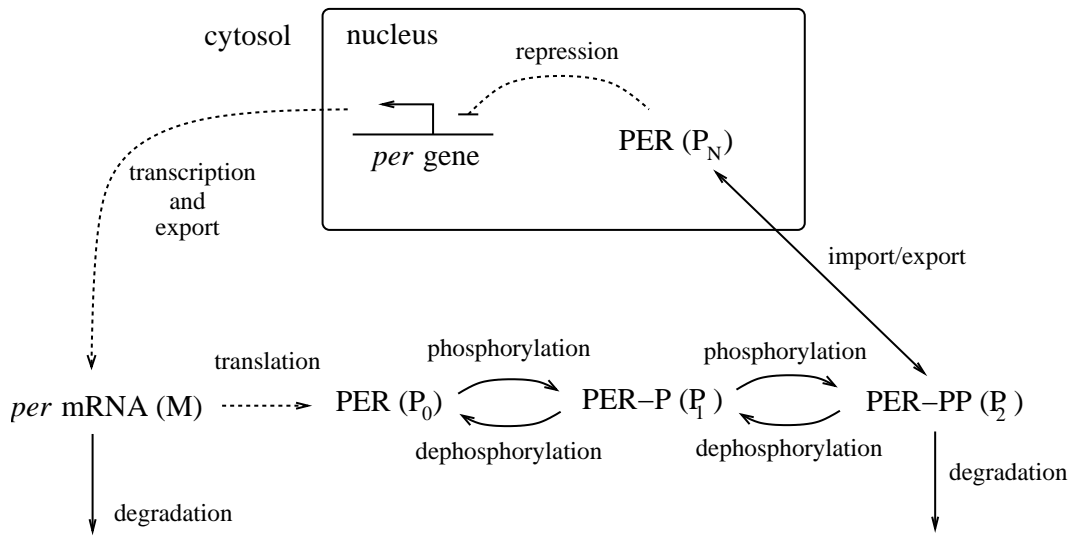 cytosol
nucleus
repression
per gene
PER (P_N)
transcription
and
export
import/export
translation
phosphorylation
phosphorylation
per mRNA (M)
PER (P_0)
PER–P (P_1)
PER–PP (P_2)
dephosphorylation
dephosphorylation
degradation
degradation